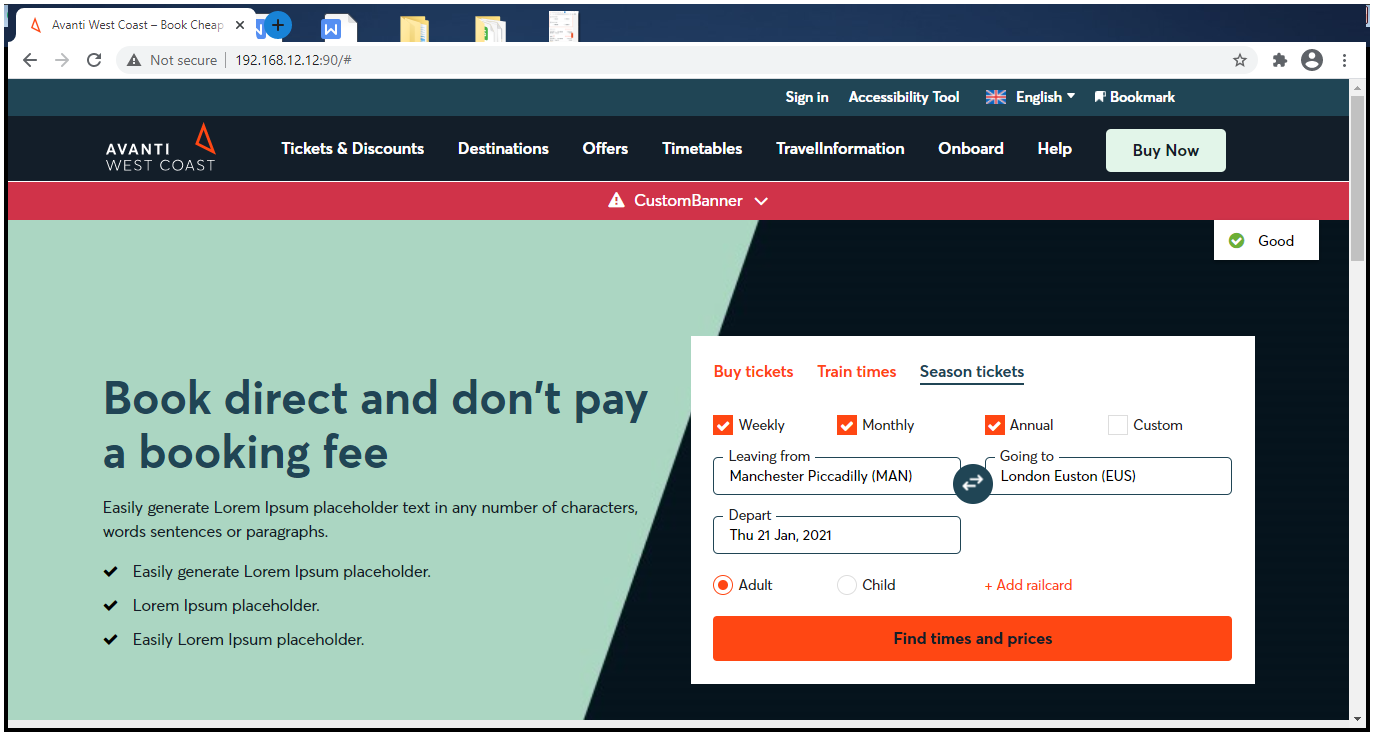 Avanti West Coast – Book Cheap
Not secure
192.168.12.12:90/#
Sign in
Accessibility Tool
English
Bookmark
AVANTI
WEST COAST
Tickets & Discounts
Destinations
Offers
Timetables
TravelInformation
Onboard
Help
Buy Now
CustomBanner
Good
Book direct and don't pay
a booking fee
Easily generate Lorem Ipsum placeholder text in any number of characters,
words sentences or paragraphs.
Easily generate Lorem Ipsum placeholder.
Lorem Ipsum placeholder.
Easily Lorem Ipsum placeholder.
Buy tickets
Train times
Season tickets
Weekly
Monthly
Annual
Custom
Leaving from
Manchester Piccadilly (MAN)
Going to
London Euston (EUS)
Depart
Thu 21 Jan, 2021
Adult
Child
+ Add railcard
Find times and prices